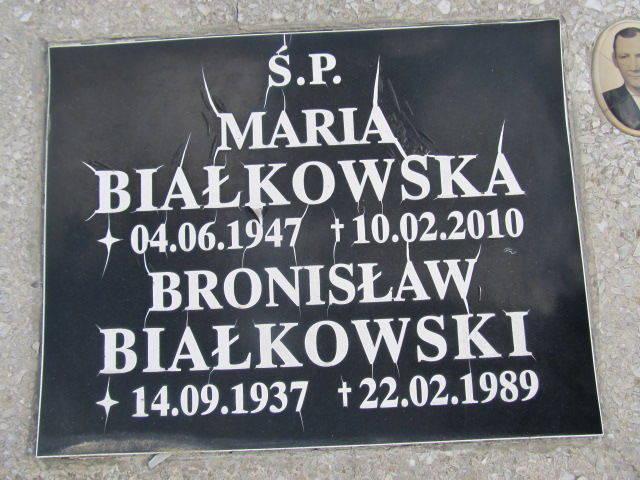 Ś.P.
MARIA
BIAŁKOWSKA
✦ 04.06.1947 ✝ 10.02.2010
BRONISŁAW
BIAŁKOWSKI
✦ 14.09.1937 ✝ 22.02.1989